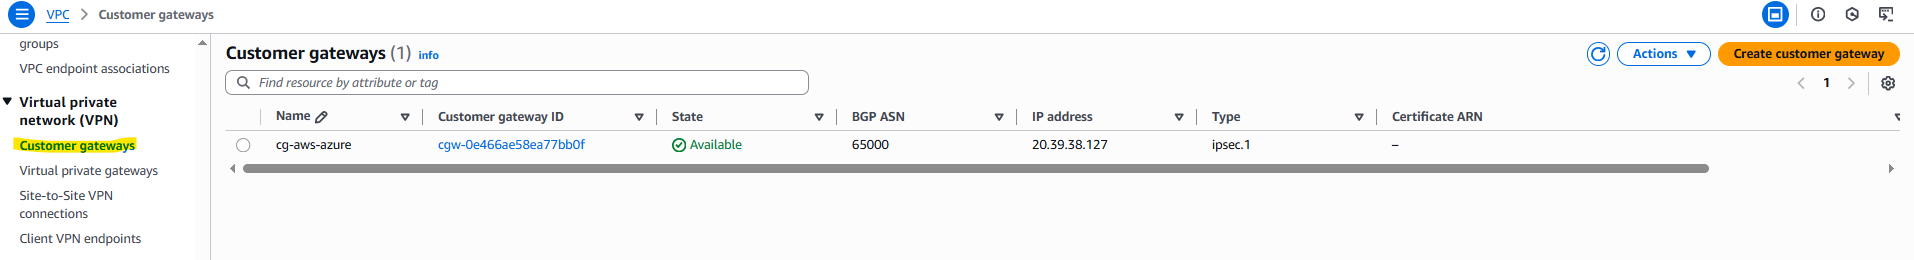 VPC > Customer gateways
groups
VPC endpoint associations
Virtual private
network (VPN)
Customer gateways
Virtual private gateways
Site-to-Site VPN
connections
Client VPN endpoints
Customer gateways (1) info
Actions
Create customer gateway
Find resource by attribute or tag
1
Name Customer gateway ID State BGP ASN IP address Type Certificate ARN
cg-aws-azure cgw-0e466ae58ea77bb0f Available 65000 20.39.38.127 ipsec.1 –